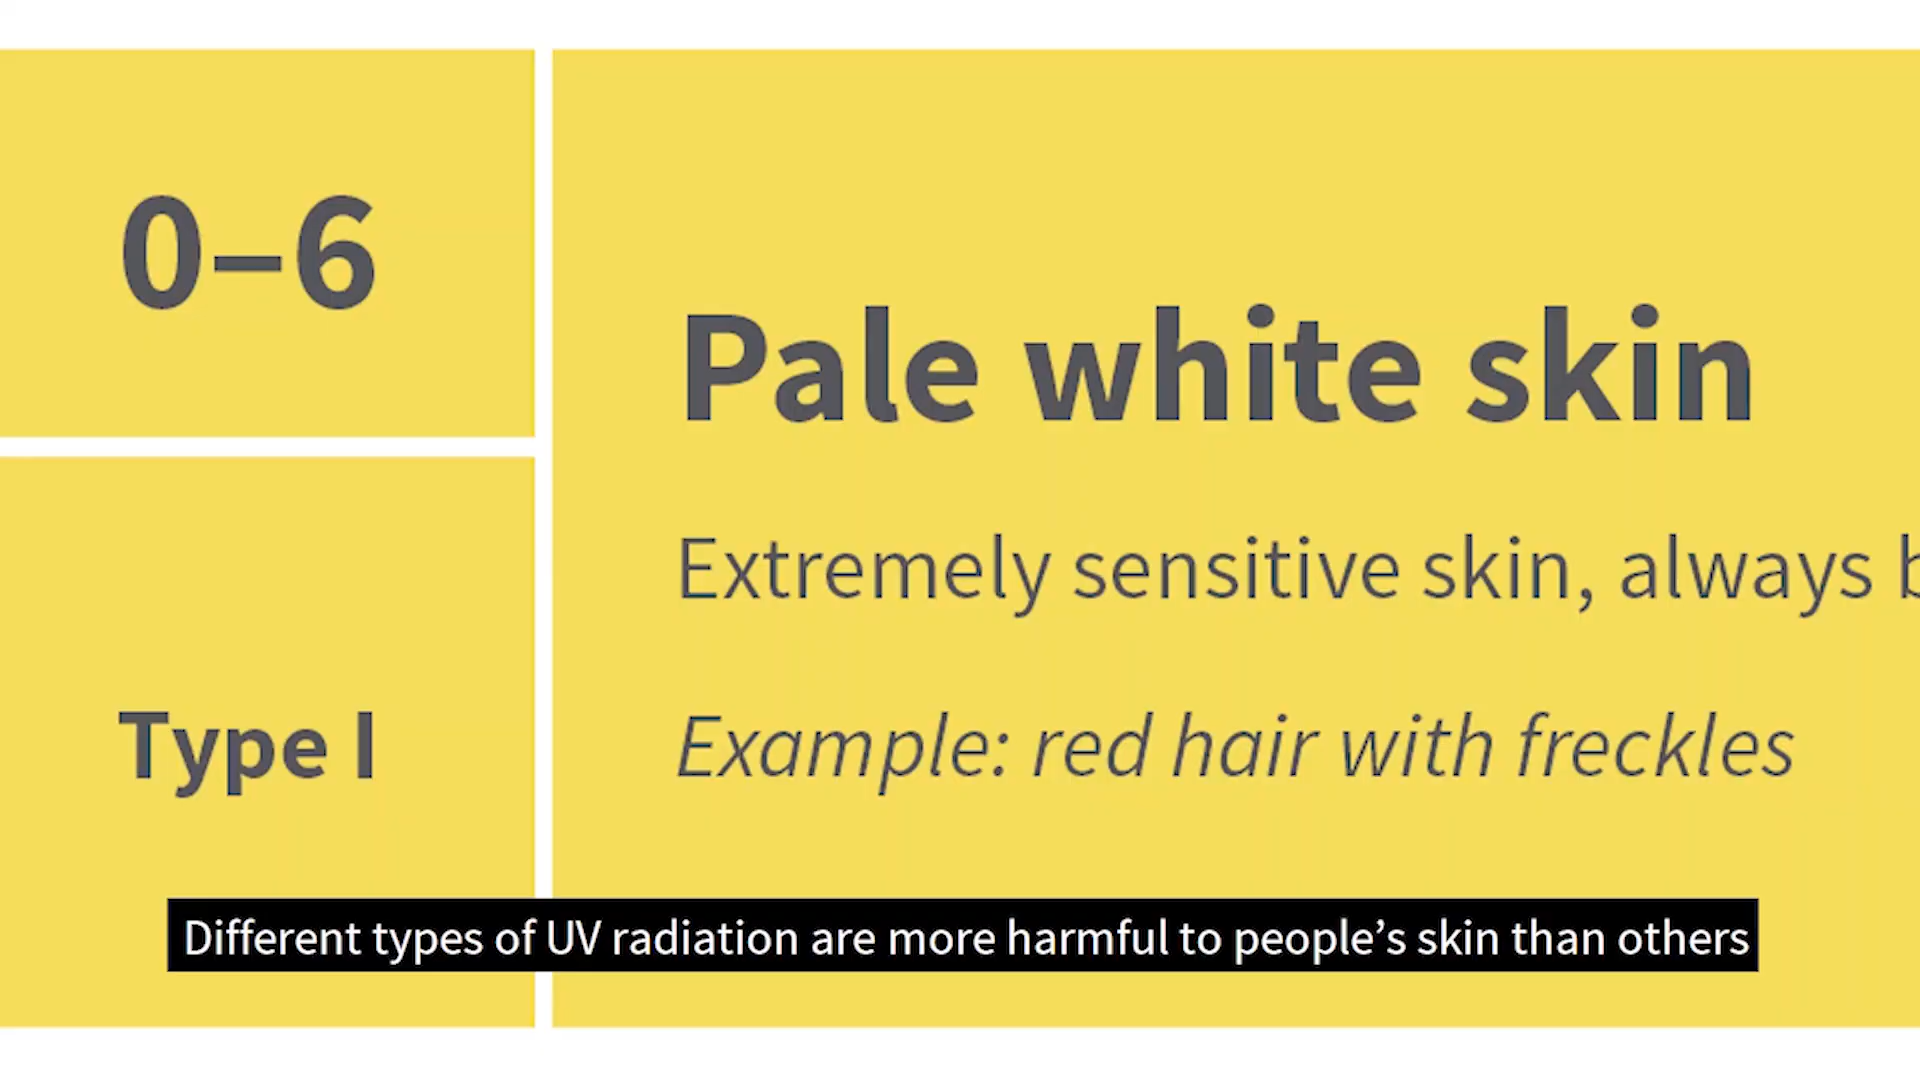 0–6
Pale white skin
Extremely sensitive skin, always
Type I
Example: red hair with freckles
Different types of UV radiation are more harmful to people’s skin than others